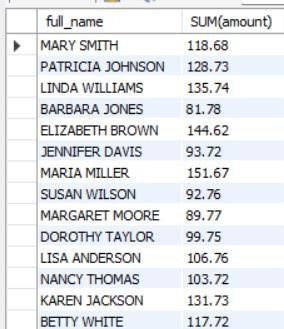 full_name SUM(amount)
MARY SMITH 118.68
PATRICIA JOHNSON 128.73
LINDA WILLIAMS 135.74
BARBARA JONES 81.78
ELIZABETH BROWN 144.62
JENNIFER DAVIS 93.72
MARIA MILLER 151.67
SUSAN WILSON 92.76
MARGARET MOORE 89.77
DOROTHY TAYLOR 99.75
LISA ANDERSON 106.76
NANCY THOMAS 103.72
KAREN JACKSON 131.73
BETTY WHITE 117.72